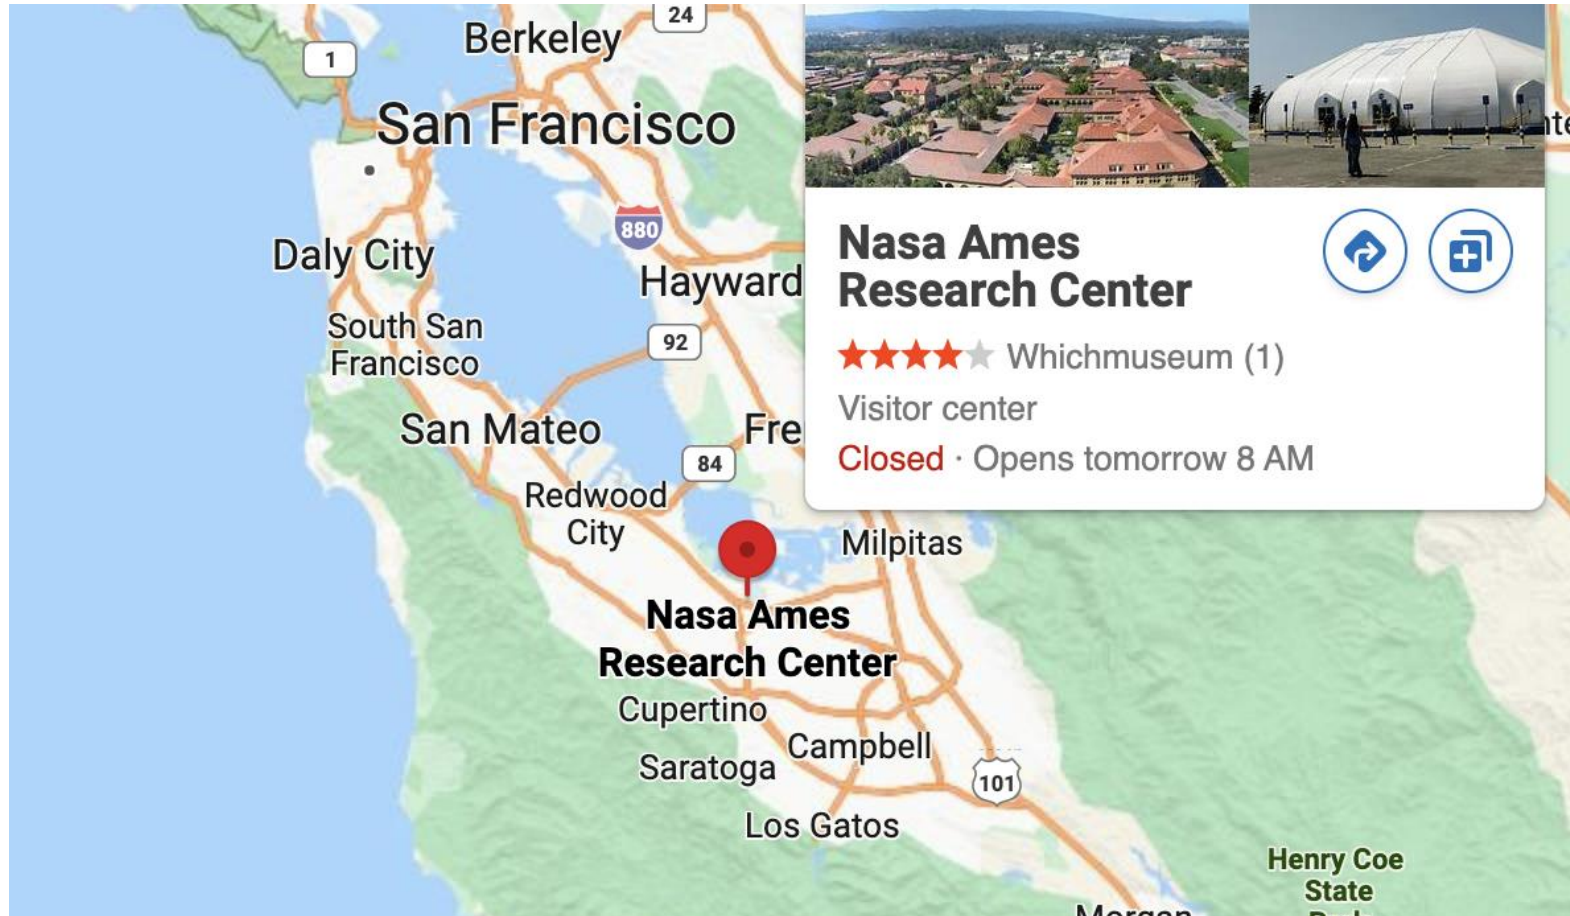 24
Berkeley
1
San Francisco
880
Daly City
Hayward
South San
Francisco
92
San Mateo
Fre
84
Redwood
City
Milpitas
Nasa Ames
Research Center
Cupertino
Campbell
Saratoga
101
Los Gatos
Henry Coe
State
Nasa Ames
Research Center
Whichmuseum (1)
Visitor center
Closed · Opens tomorrow 8 AM